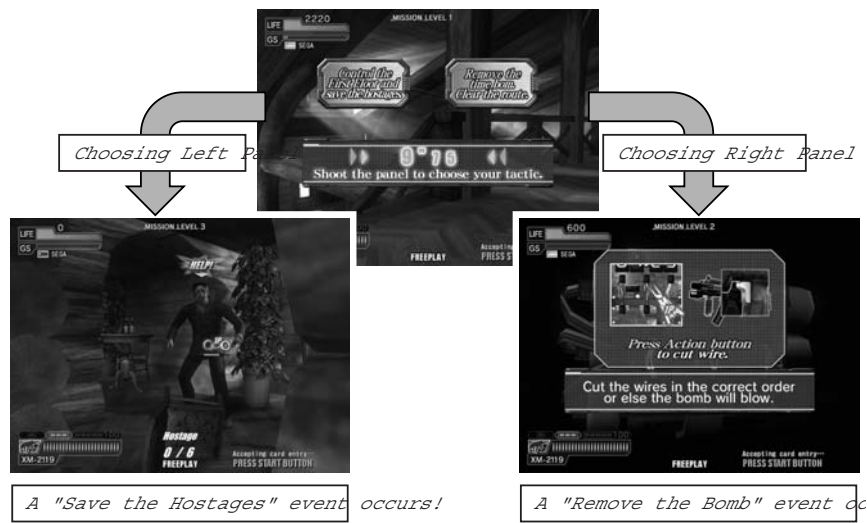 LIFE 2220 MISSION LEVEL 1
GS SEGA
Control the
First Floor and
save the hostages.
Remove the
time bom.
Clear the route.
9"75
Shoot the panel to choose your tactic.
FREEPLAY
Accepting
PRESS ST
Choosing Left Pa
Choosing Right Panel
LIFE 0 MISSION LEVEL 3
GS SEGA
HELP!
Hostage
0 / 6
FREEPLAY
100
XM-2119
Accepting card entry
PRESS START BUTTON
LIFE 600 MISSION LEVEL 2
GS SEGA
Press Action button
to cut wire.
Cut the wires in the correct order
or else the bomb will blow.
100
XM-2119
FREEPLAY
Accepting card entry
PRESS START BUTTON
A "Save the Hostages" event occurs!
A "Remove the Bomb" event oc